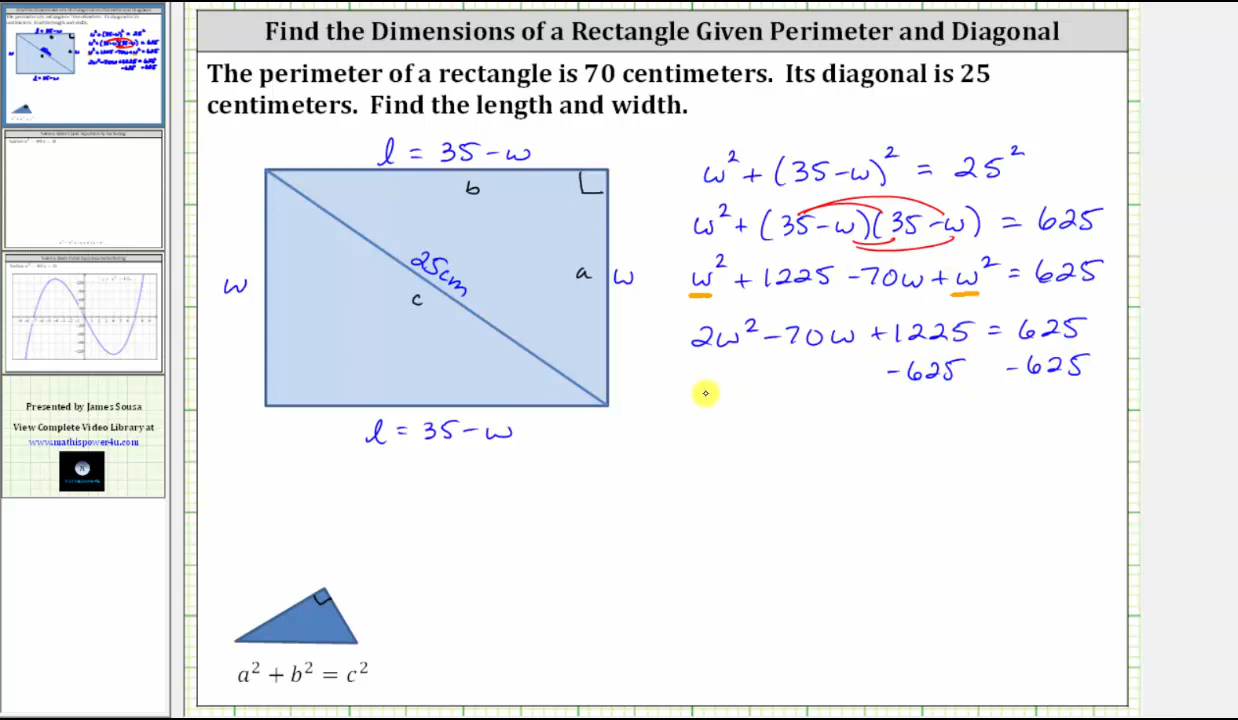 Find the Dimensions of a Rectangle Given Perimeter and Diagonal
The perimeter of a rectangle is 70 centimeters. Its diagonal is 25
centimeters. Find the length and width.
l = 35 - w
b
w
25cm
c
a
w
l = 35 - w
w² + (35 - w)² = 25²
w² + (35 - w)(35 - w) = 625
w² + 1225 - 70w + w² = 625
2w² - 70w + 1225 = 625
-625 -625
a² + b² = c²
Presented by James Sousa
View Complete Video Library at
www.mathispower4u.com